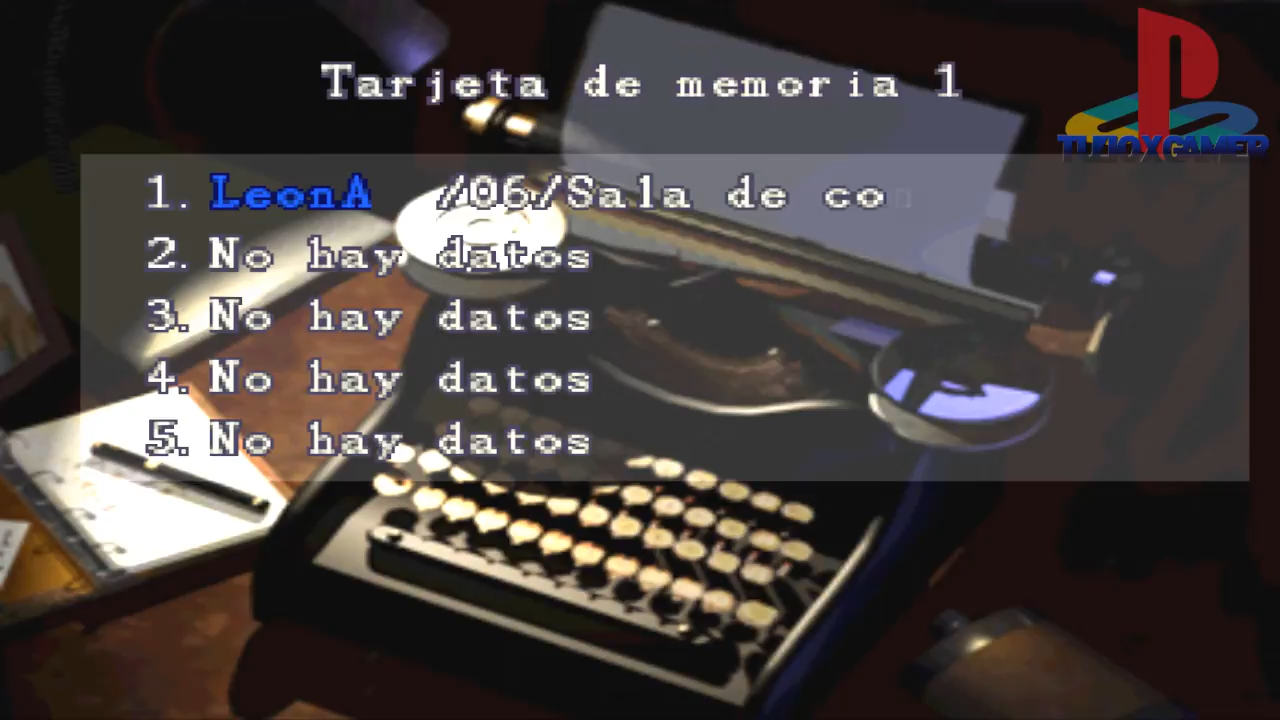 Tarjeta de memoria 1
1. LeonA //06/Sala de co
2. No hay datos
3. No hay datos
4. No hay datos
5. No hay datos